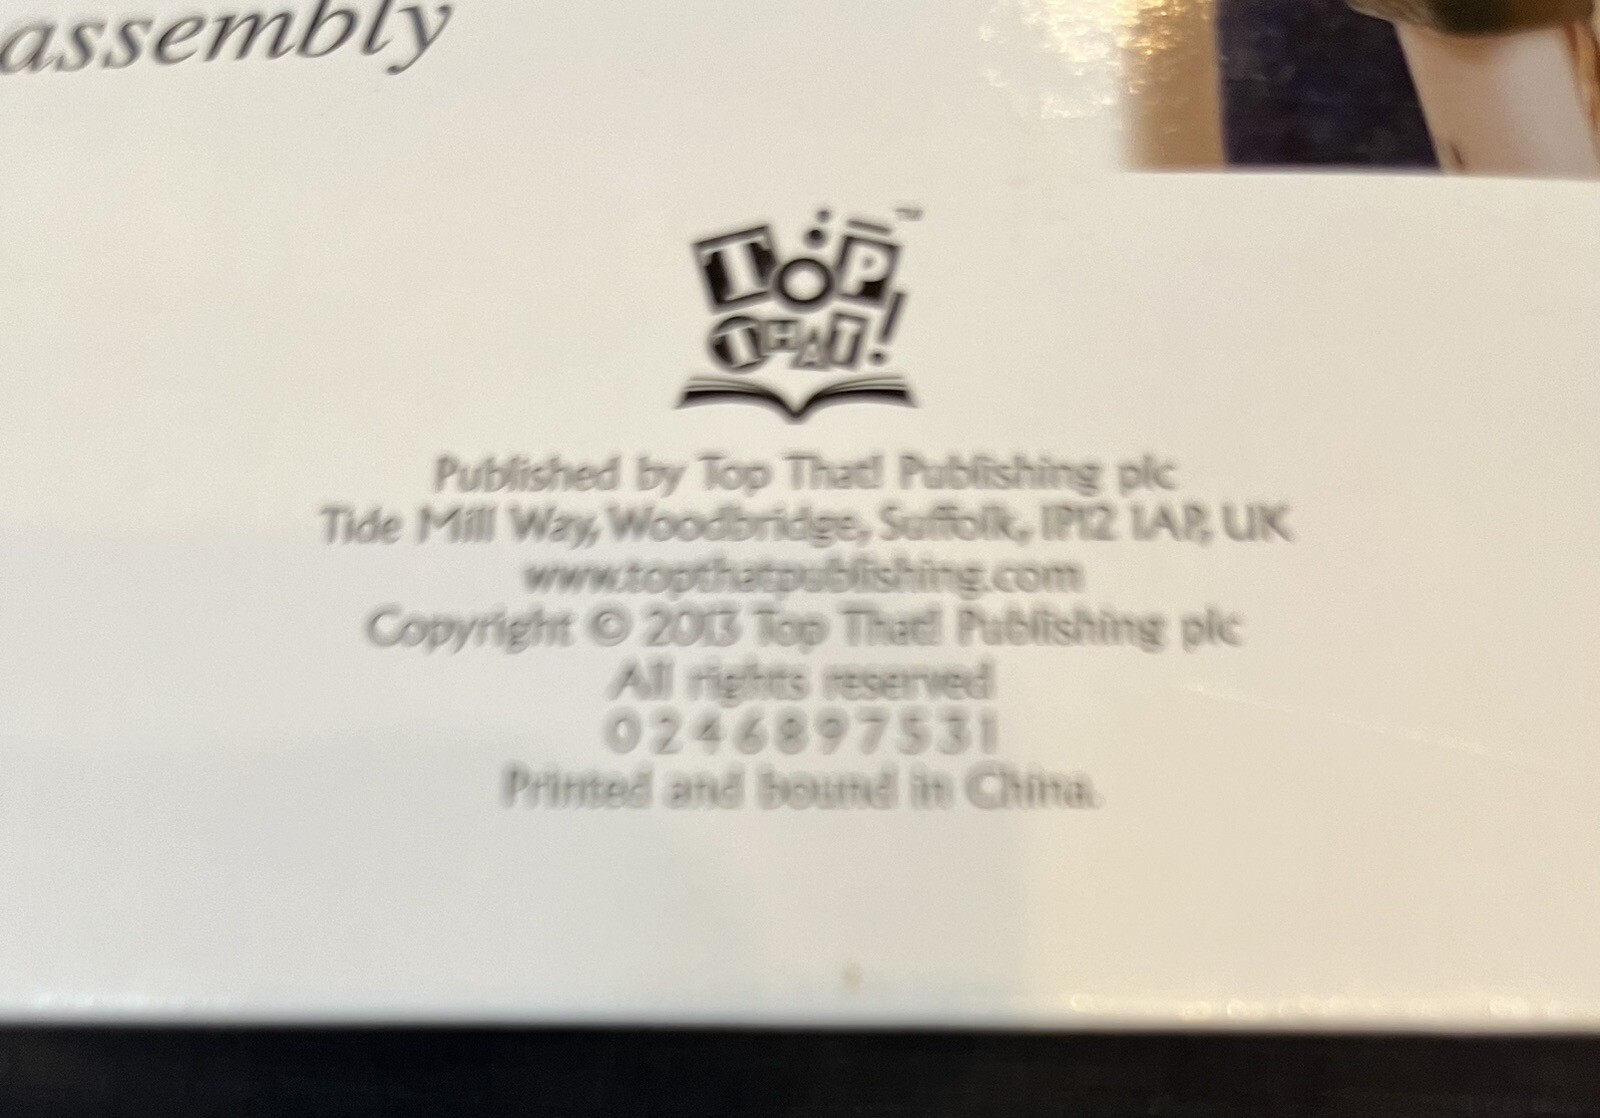 assembly
TOP
THAT!
™
Published by Top That! Publishing plc
Tide Mill Way, Woodbridge, Suffolk, IP12 1AP, UK
www.topthatpublishing.com
Copyright © 2013 Top That! Publishing plc
All rights reserved
0 2 4 6 8 9 7 5 3 1
Printed and bound in China.